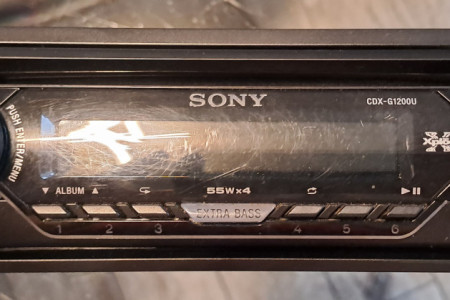 SONY
CDX-G1200U
PUSH ENTER/MENU
▼ ALBUM ▲
55W×4
EXTRA BASS
1 2 3 4 5 6